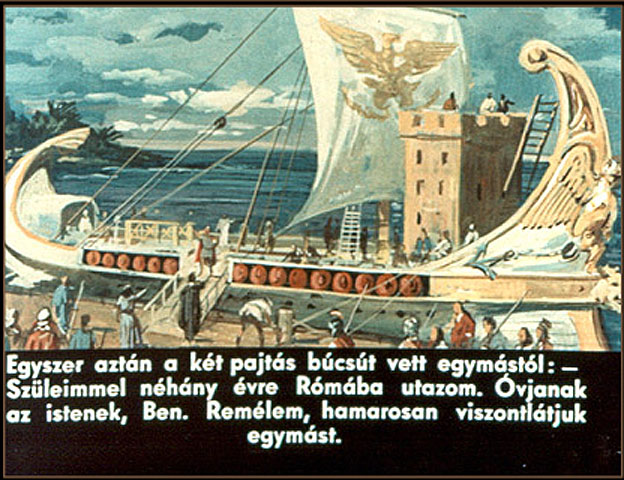 Egyszer aztán a két pajtás búcsút vett egymástól: —
Szüleimmel néhány évre Rómába utazom. Óvjanak
az istenek, Ben. Remélem, hamarosan viszontlátjuk
egymást.